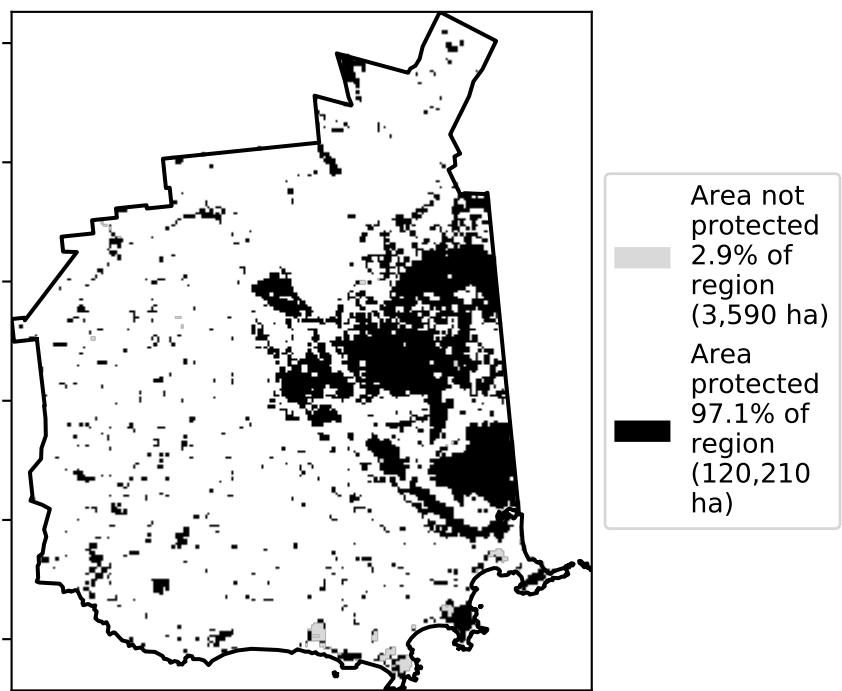 Area not
protected
2.9% of
region
(3,590 ha)
Area
protected
97.1% of
region
(120,210
ha)